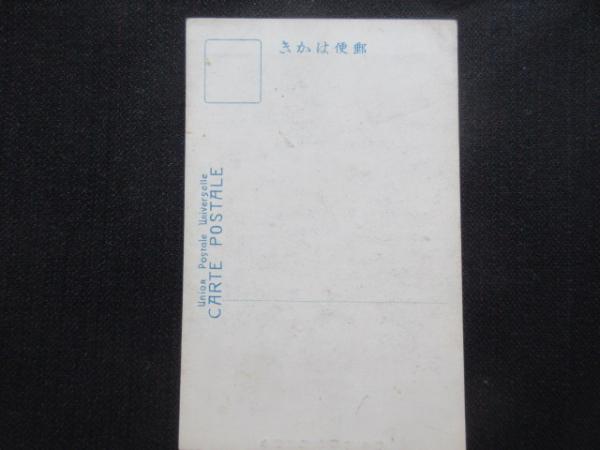 きかは便郵
Union Postale Universelle
CARTE POSTALE